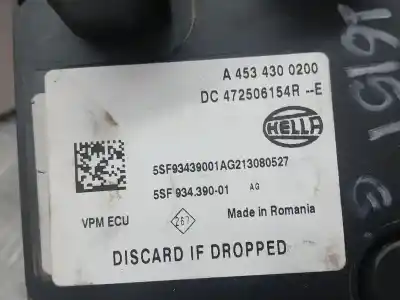 A 453 430 0200
DC 472506154R --E
HELLA
5SF93439001AG213080527
5SF 934.390-01 AG
VPM ECU
267
Made in Romania
DISCARD IF DROPPED